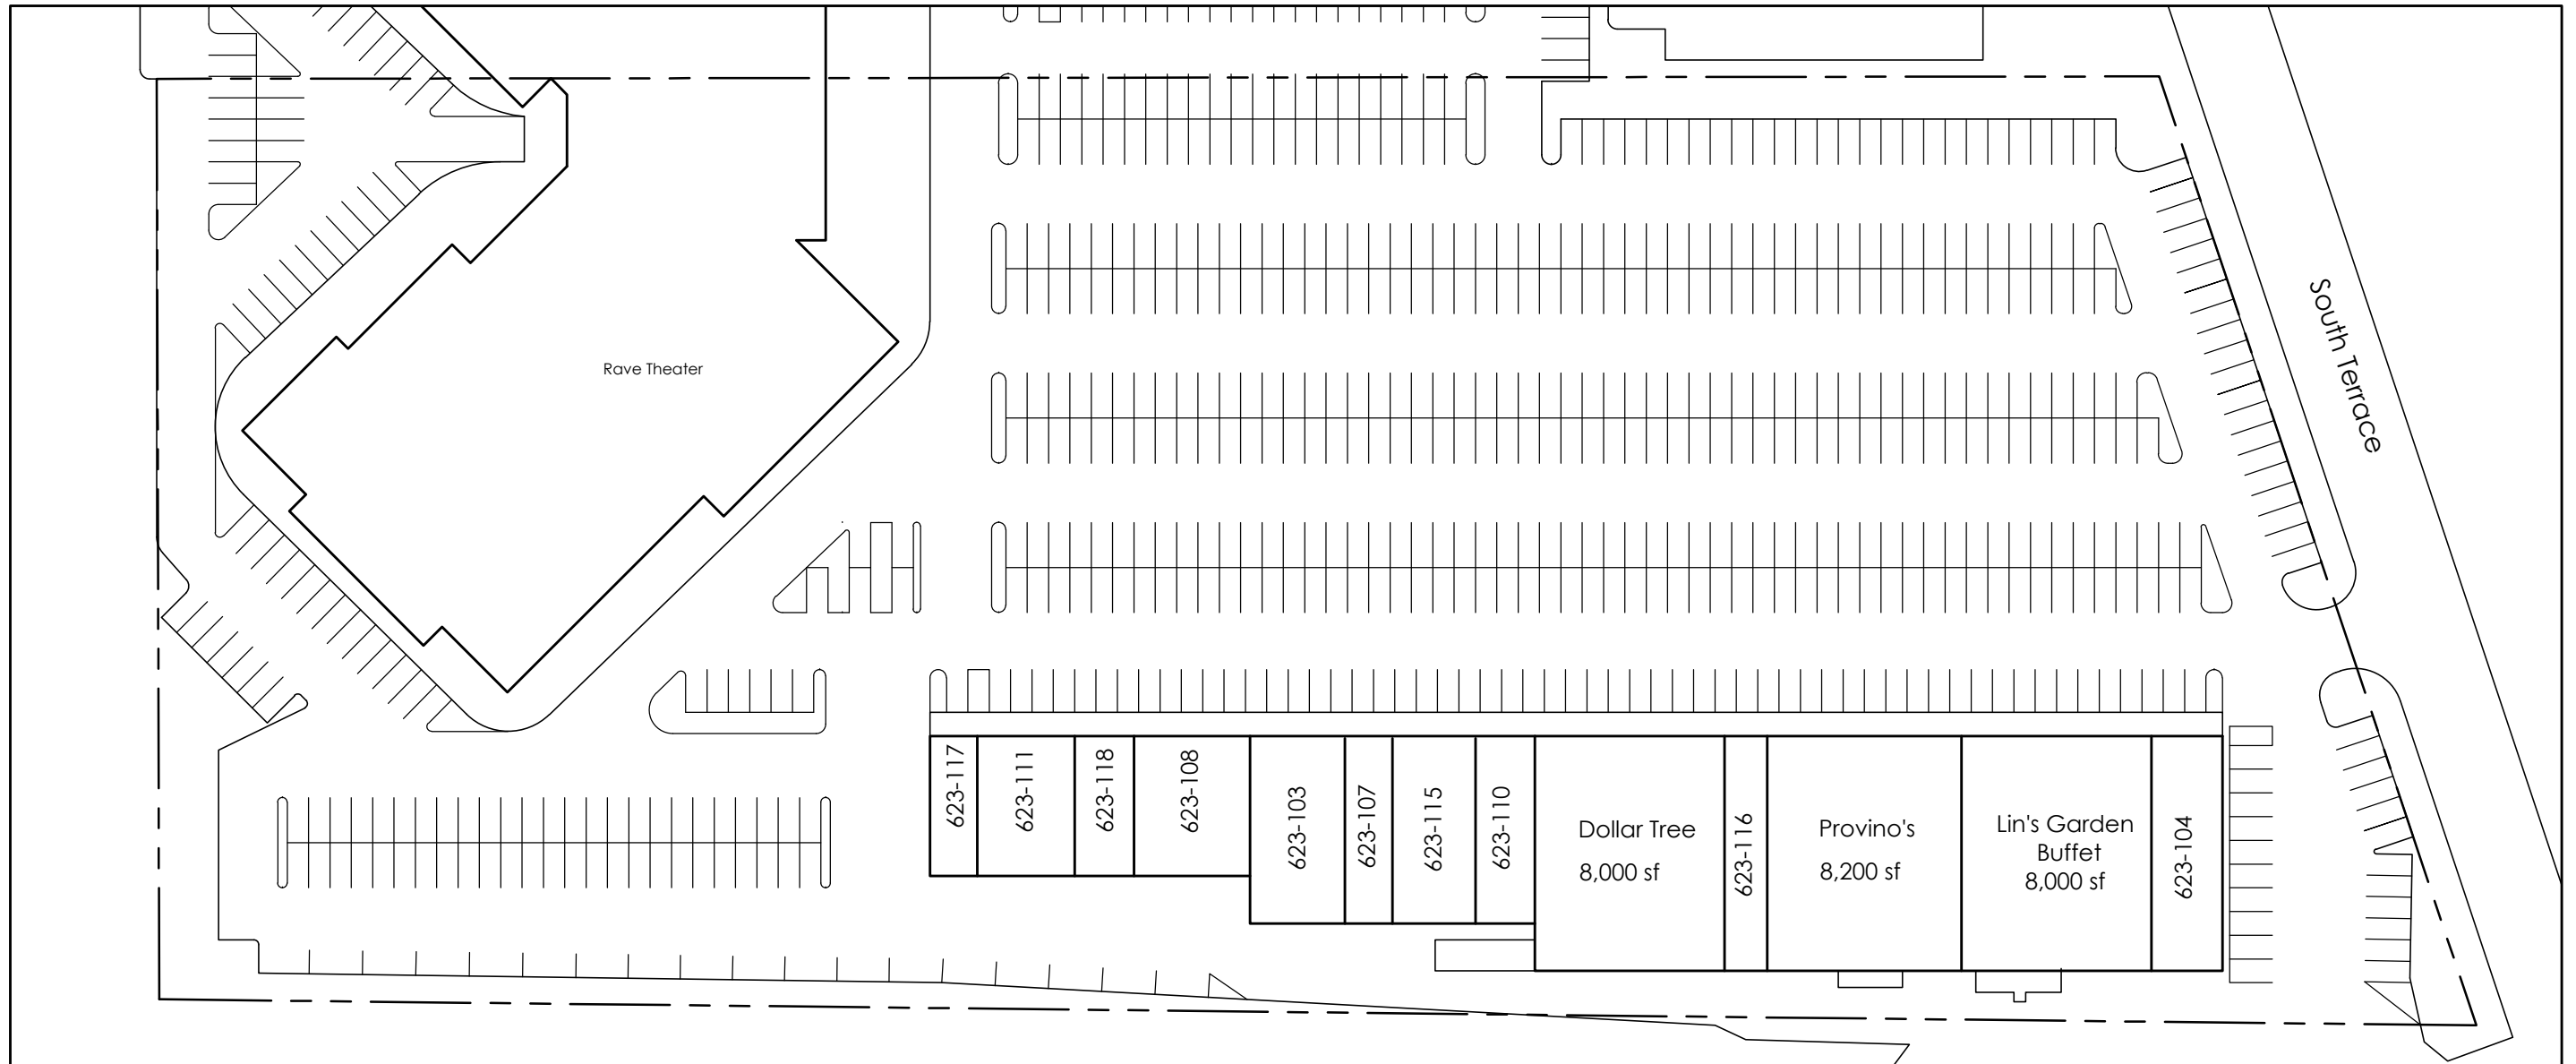 Rave Theater
South Terrace
623-117
623-111
623-118
623-108
623-103
623-107
623-115
623-110
Dollar Tree
8,000 sf
623-116
Provino's
8,200 sf
Lin's Garden
Buffet
8,000 sf
623-104